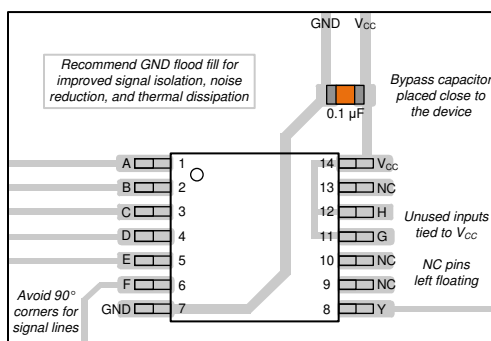 GND VCC
Recommend GND flood fill for
improved signal isolation, noise
reduction, and thermal dissipation
Bypass capacitor
placed close to
the device
0.1 µF
A 1 14 VCC
B 2 13 NC
C 3 12 H
D 4 11 G
E 5 10 NC
F 6 9 NC
GND 7 8 Y
Unused inputs
tied to VCC
NC pins
left floating
Avoid 90°
corners for
signal lines